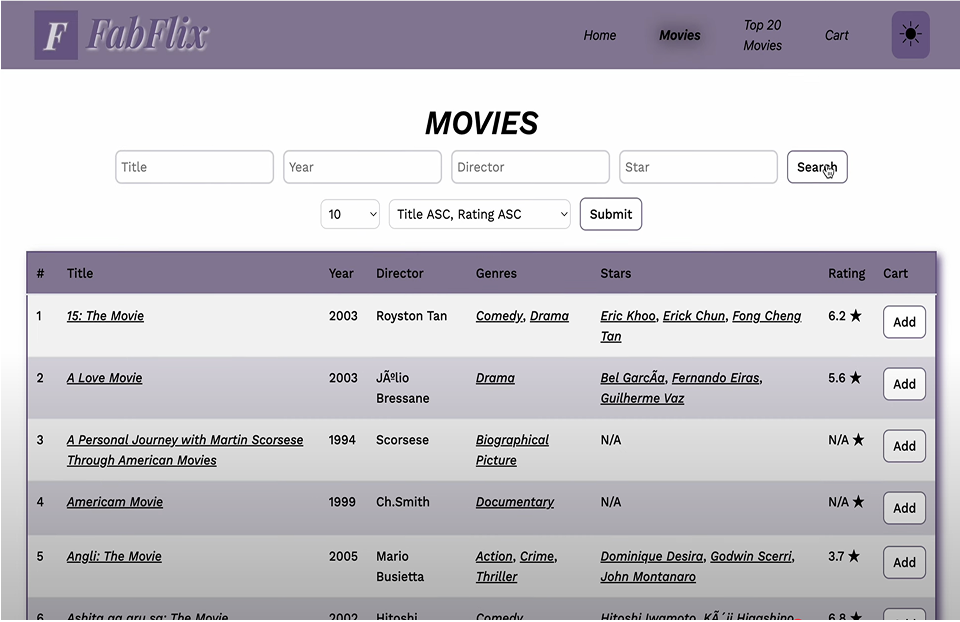 F FabFlix
Home Movies Top 20 Movies Cart
MOVIES
Title Year Director Star Search
10 Title ASC, Rating ASC Submit
# Title Year Director Genres Stars Rating Cart
1 15: The Movie 2003 Royston Tan Comedy, Drama Eric Khoo, Erick Chun, Fong Cheng Tan 6.2 ★ Add
2 A Love Movie 2003 JÃºlio Bressane Drama Bel GarcÃa, Fernando Eiras, Guilherme Vaz 5.6 ★ Add
3 A Personal Journey with Martin Scorsese Through American Movies 1994 Scorsese Biographical Picture N/A N/A ★ Add
4 Americam Movie 1999 Ch.Smith Documentary N/A N/A ★ Add
5 Angli: The Movie 2005 Mario Busietta Action, Crime, Thriller Dominique Desira, Godwin Scerri, John Montanaro 3.7 ★ Add
6 Ashita ga aru sa: The Movie 2002 Hitoshi Comedy Hitoshi Iwamoto, KÃ´ji Higashino, 6.8 ★